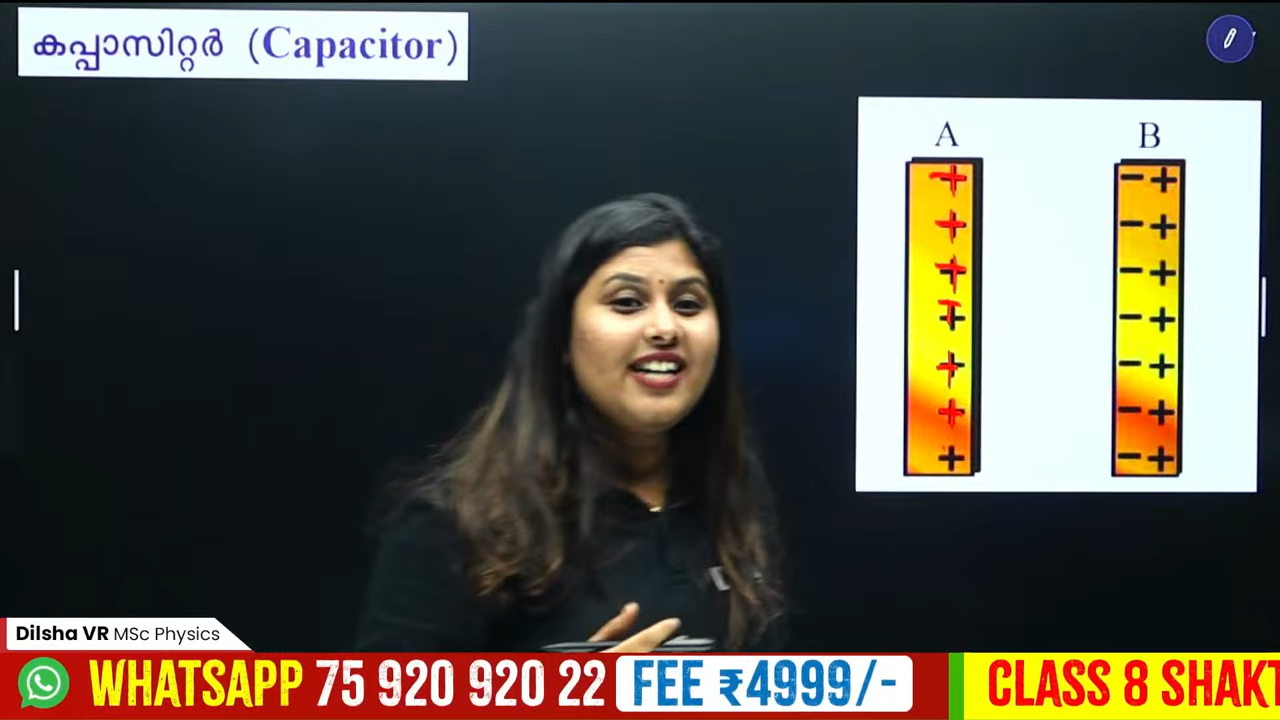 കപ്പാസിറ്റർ (Capacitor)
A B
+ - +
+ - +
+ - +
+ - +
+ - +
+ - +
+ - +
Dilsha VR MSc Physics
WHATSAPP 75 920 920 22 FEE ₹4999/- CLASS 8 SHAKT